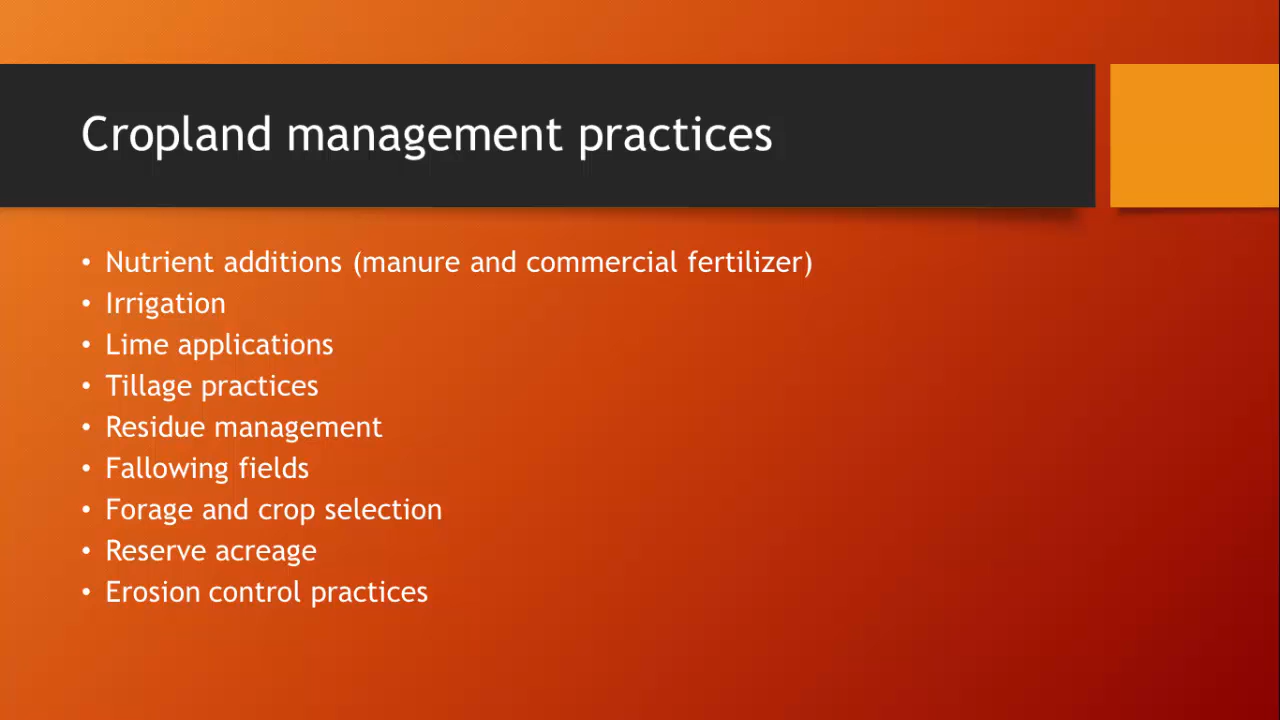 Cropland management practices
• Nutrient additions (manure and commercial fertilizer)
• Irrigation
• Lime applications
• Tillage practices
• Residue management
• Fallowing fields
• Forage and crop selection
• Reserve acreage
• Erosion control practices